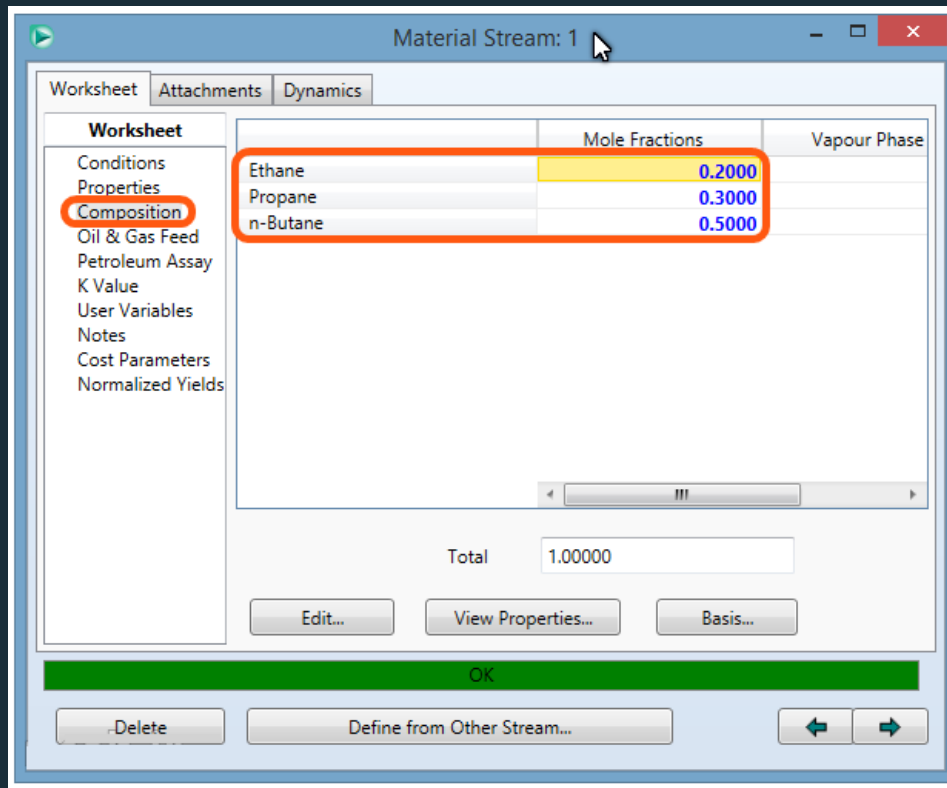 Material Stream: 1
Worksheet Attachments Dynamics
Worksheet
Conditions
Properties
Composition
Oil & Gas Feed
Petroleum Assay
K Value
User Variables
Notes
Cost Parameters
Normalized Yields
Mole Fractions Vapour Phase
Ethane 0.2000
Propane 0.3000
n-Butane 0.5000
Total 1.00000
Edit... View Properties... Basis...
OK
Delete Define from Other Stream...